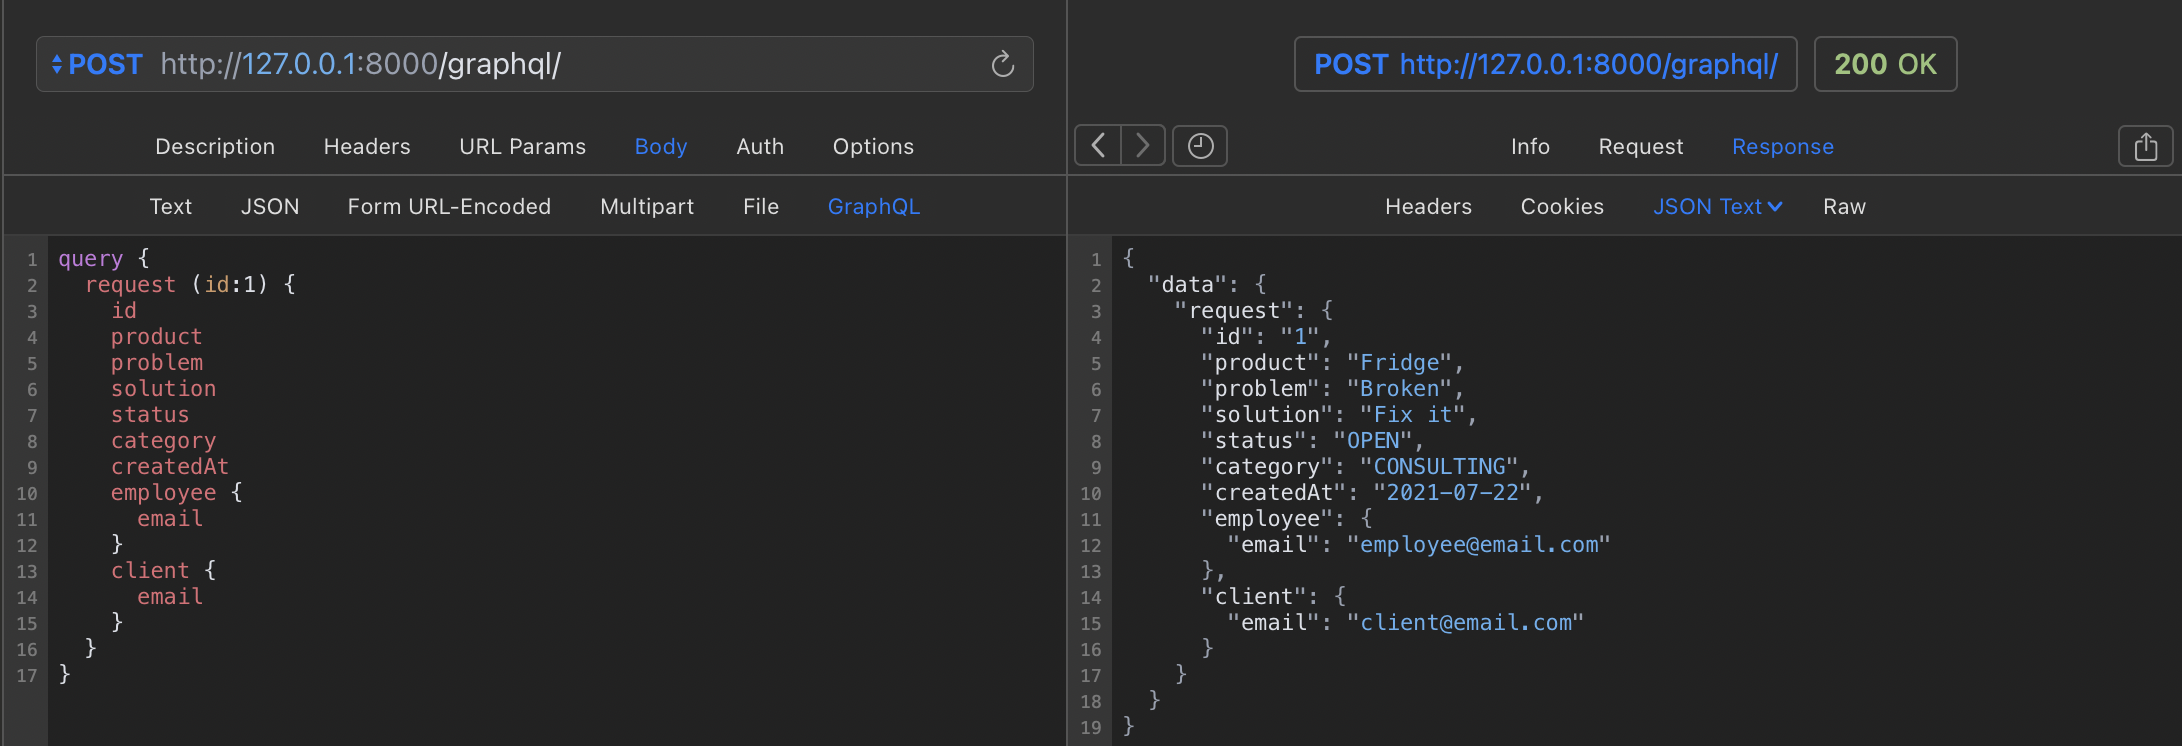 POST http://127.0.0.1:8000/graphql/
Description Headers URL Params Body Auth Options
Text JSON Form URL-Encoded Multipart File GraphQL
1 query {
2   request (id:1) {
3     id
4     product
5     problem
6     solution
7     status
8     category
9     createdAt
10     employee {
11       email
12     }
13     client {
14       email
15     }
16   }
17 }
POST http://127.0.0.1:8000/graphql/ 200 OK
Info Request Response
Headers Cookies JSON Text Raw
1 {
2   "data": {
3     "request": {
4       "id": "1",
5       "product": "Fridge",
6       "problem": "Broken",
7       "solution": "Fix it",
8       "status": "OPEN",
9       "category": "CONSULTING",
10       "createdAt": "2021-07-22",
11       "employee": {
12         "email": "employee@email.com"
13       },
14       "client": {
15         "email": "client@email.com"
16       }
17     }
18   }
19 }